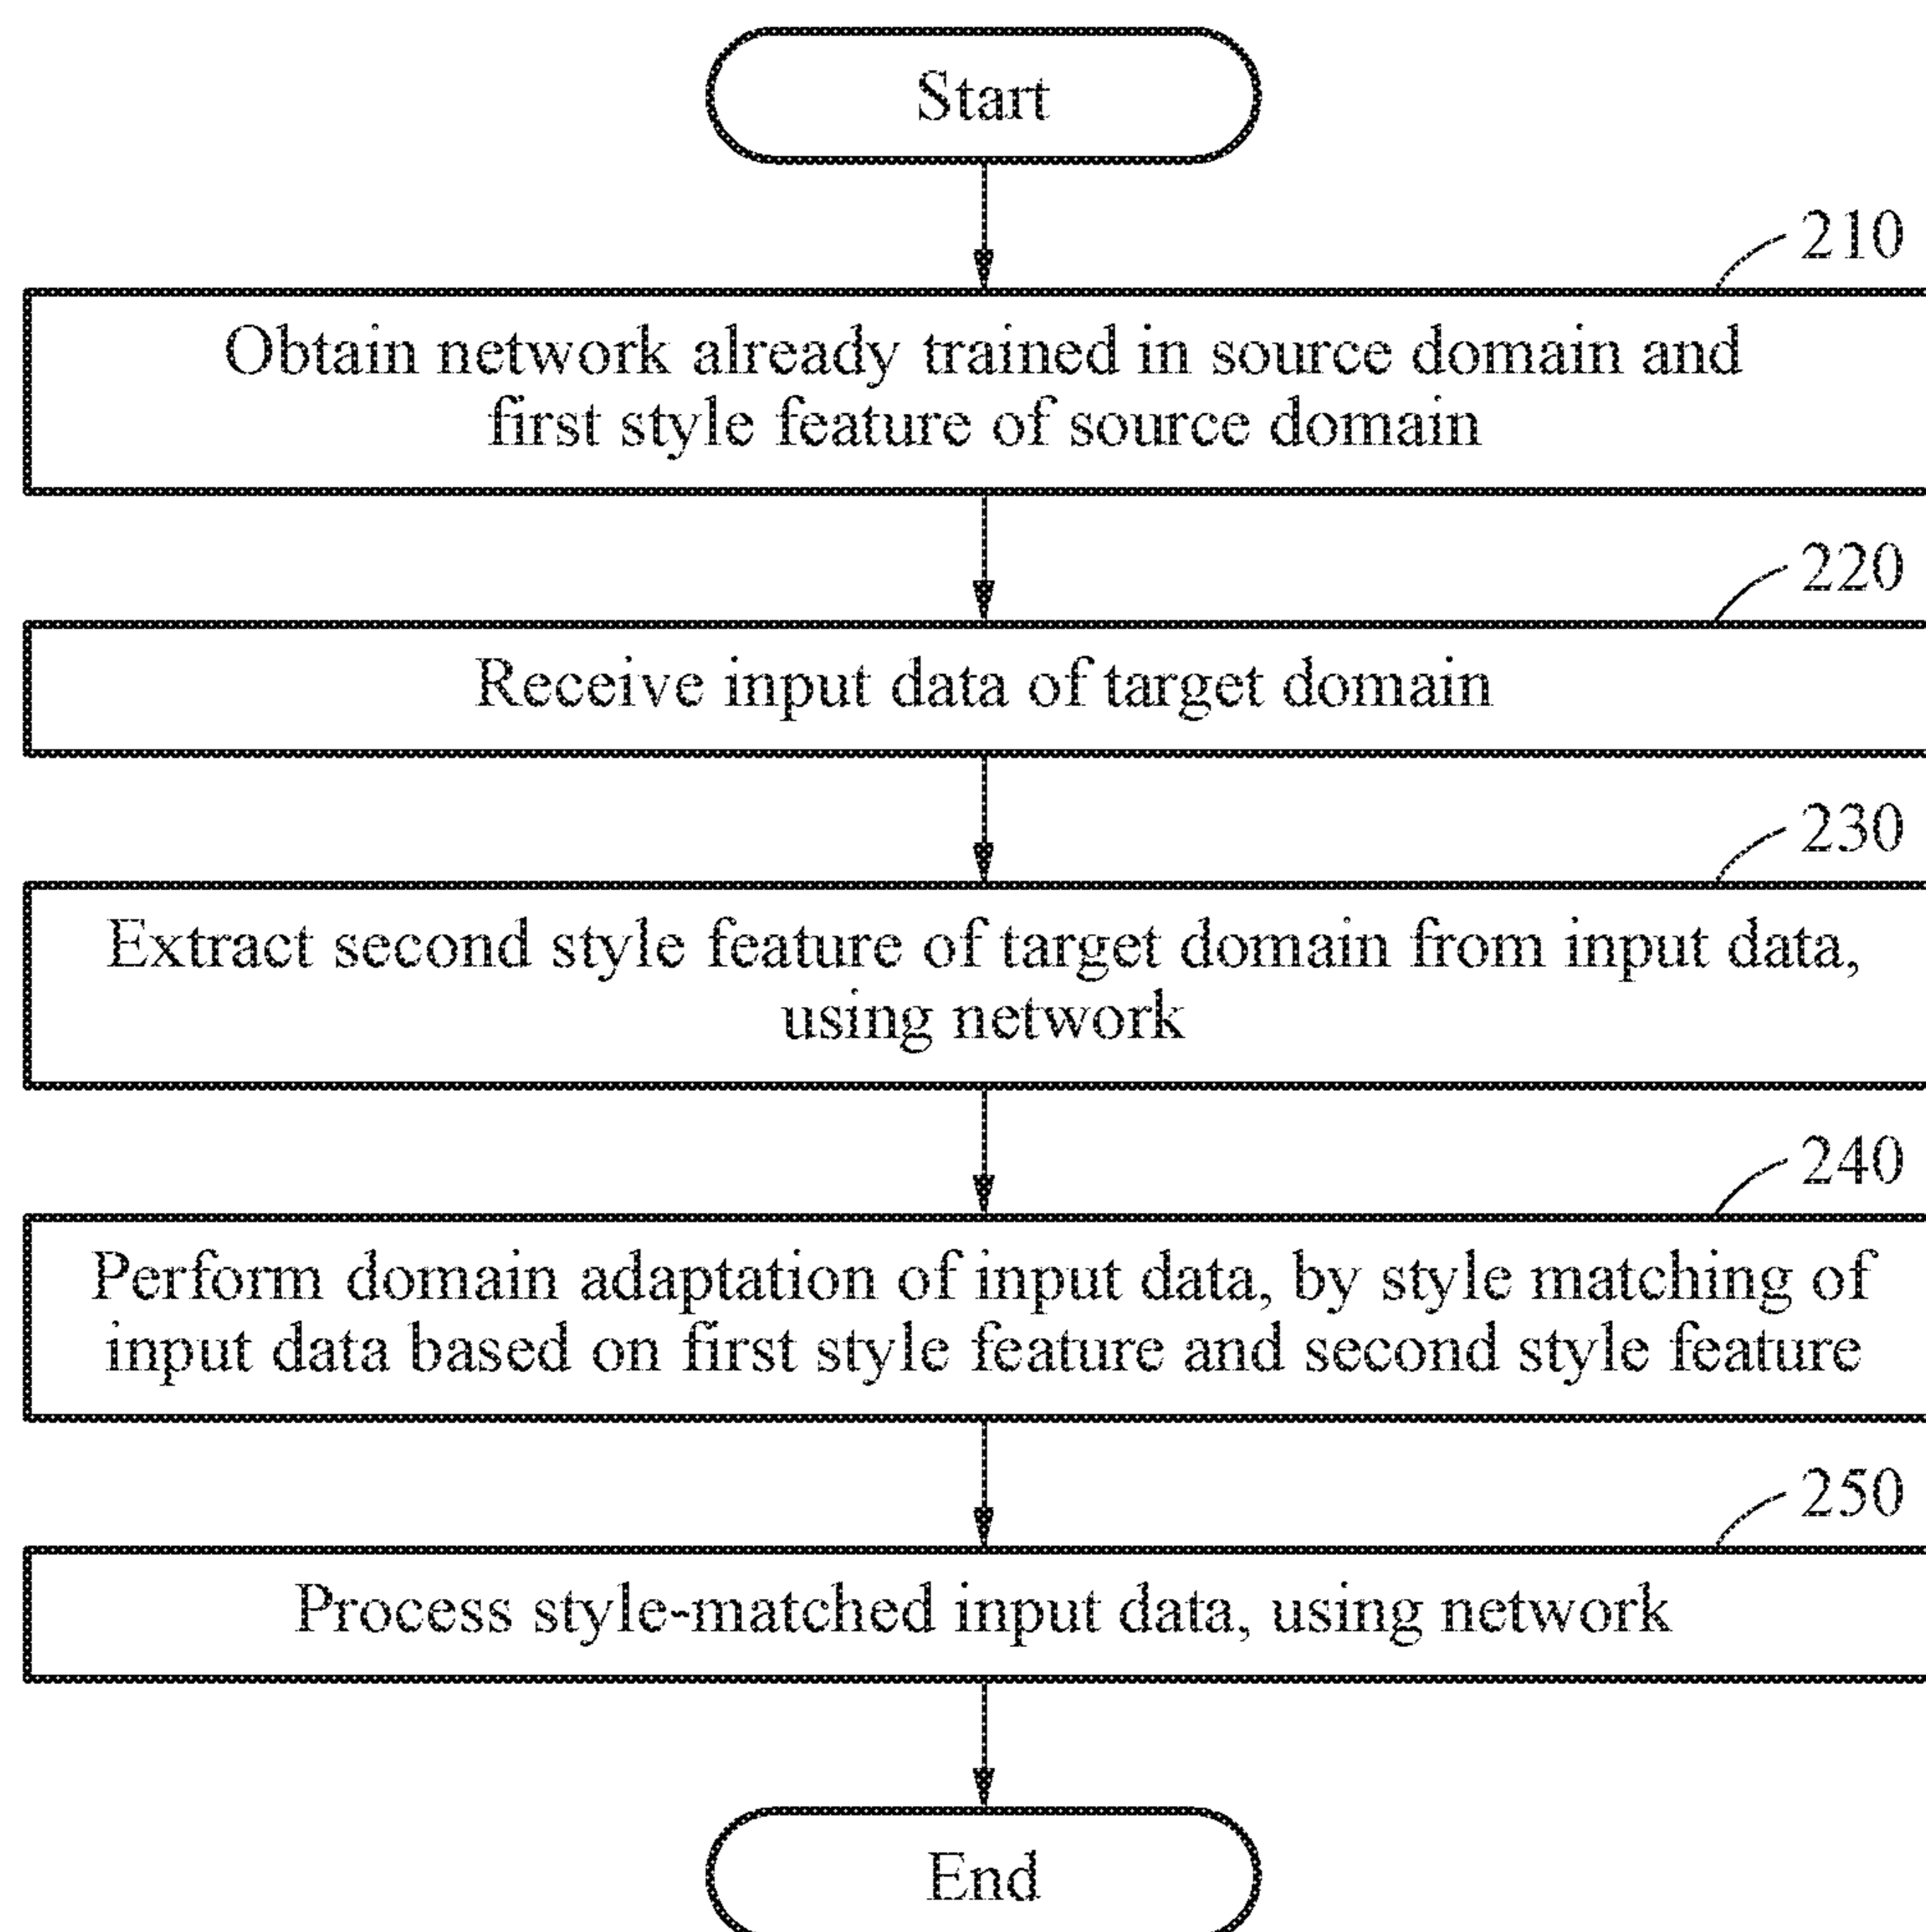 Start
210
Obtain network already trained in source domain and
first style feature of source domain
220
Receive input data of target domain
230
Extract second style feature of target domain from input data,
using network
240
Perform domain adaptation of input data, by style matching of
input data based on first style feature and second style feature
250
Process style-matched input data, using network
End